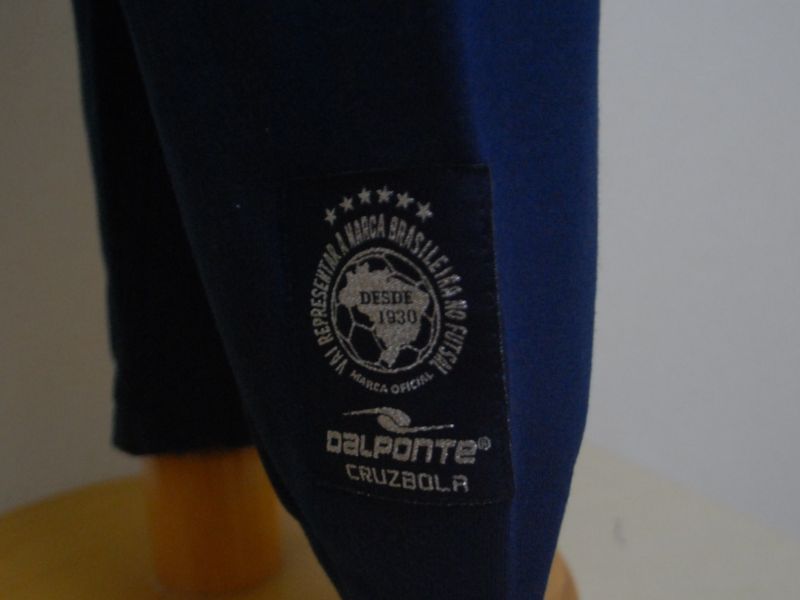 VAI REPRESENTAR A MARCA BRASILEIRA NO FUTSAL
DESDE
1930
MARCA OFICIAL
DALPONTE®
CRUZBOLA